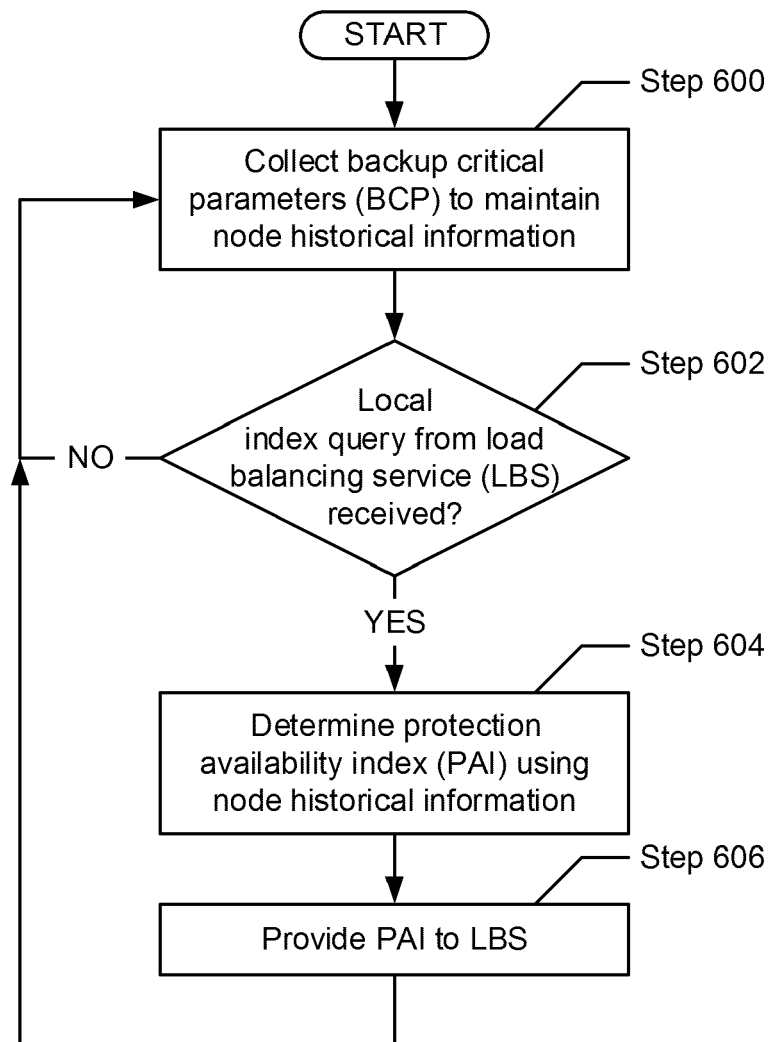 START
Step 600
Collect backup critical
parameters (BCP) to maintain
node historical information
Step 602
Local
index query from load
balancing service (LBS)
received?
NO
YES
Step 604
Determine protection
availability index (PAI) using
node historical information
Step 606
Provide PAI to LBS